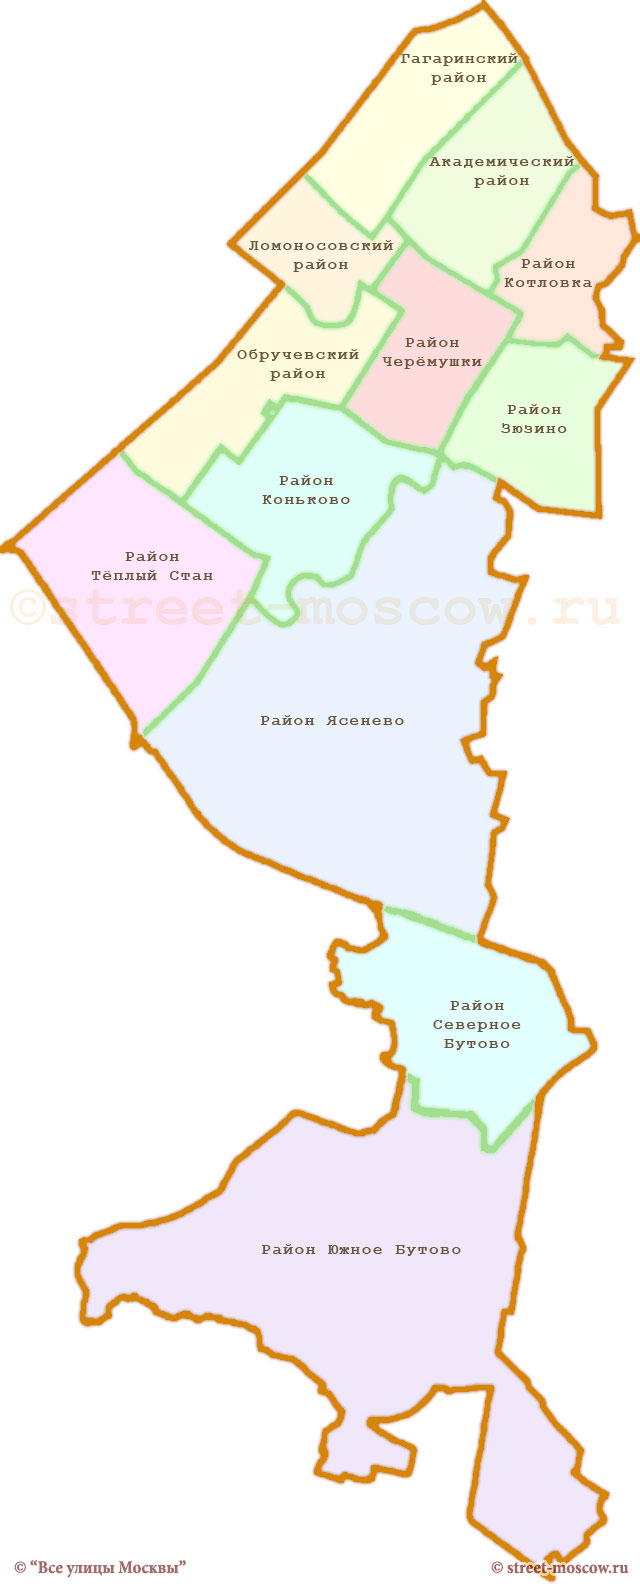 Гагаринский
район
Академический
район
Ломоносовский
район
Район
Котловка
Район
Черёмушки
Обручевский
район
Район
Зюзино
Район
Коньково
Район
Тёплый Стан
©street-moscow.ru
Район Ясенево
Район
Северное
Бутово
Район Южное Бутово
© “Все улицы Москвы”
© street-moscow.ru